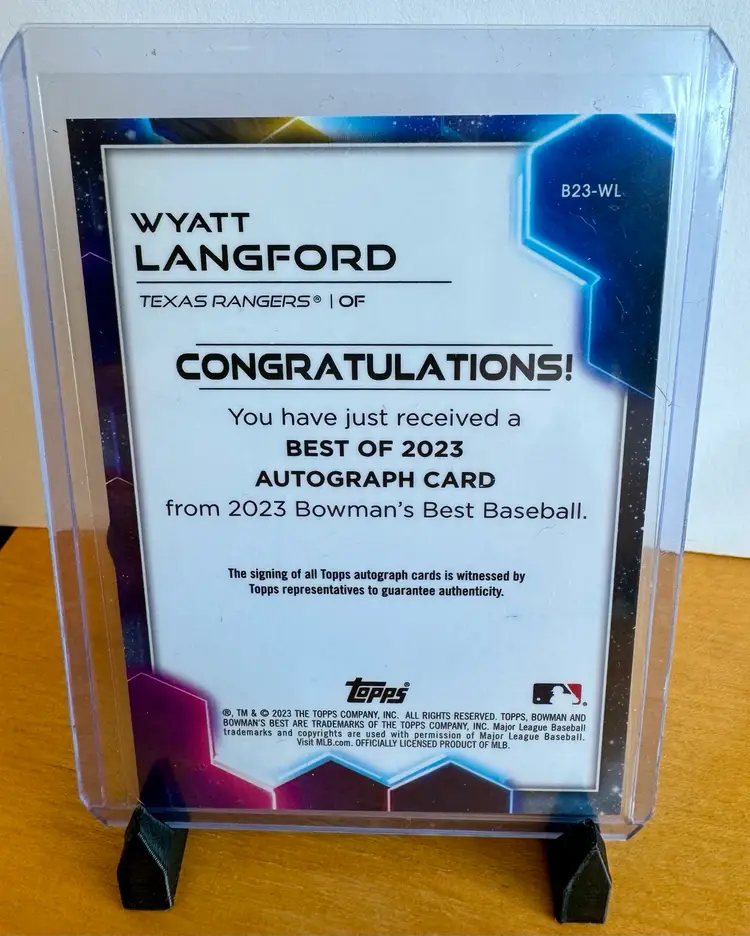 B23-WL
WYATT
LANGFORD
TEXAS RANGERS® | OF
CONGRATULATIONS!
You have just received a
BEST OF 2023
AUTOGRAPH CARD
from 2023 Bowman's Best Baseball.
The signing of all Topps autograph cards is witnessed by
Topps representatives to guarantee authenticity.
topps®
®, TM & © 2023 THE TOPPS COMPANY, INC. ALL RIGHTS RESERVED. TOPPS, BOWMAN AND
BOWMAN'S BEST ARE TRADEMARKS OF THE TOPPS COMPANY, INC. Major League Baseball
trademarks and copyrights are used with permission of Major League Baseball.
Visit MLB.com. OFFICIALLY LICENSED PRODUCT OF MLB.